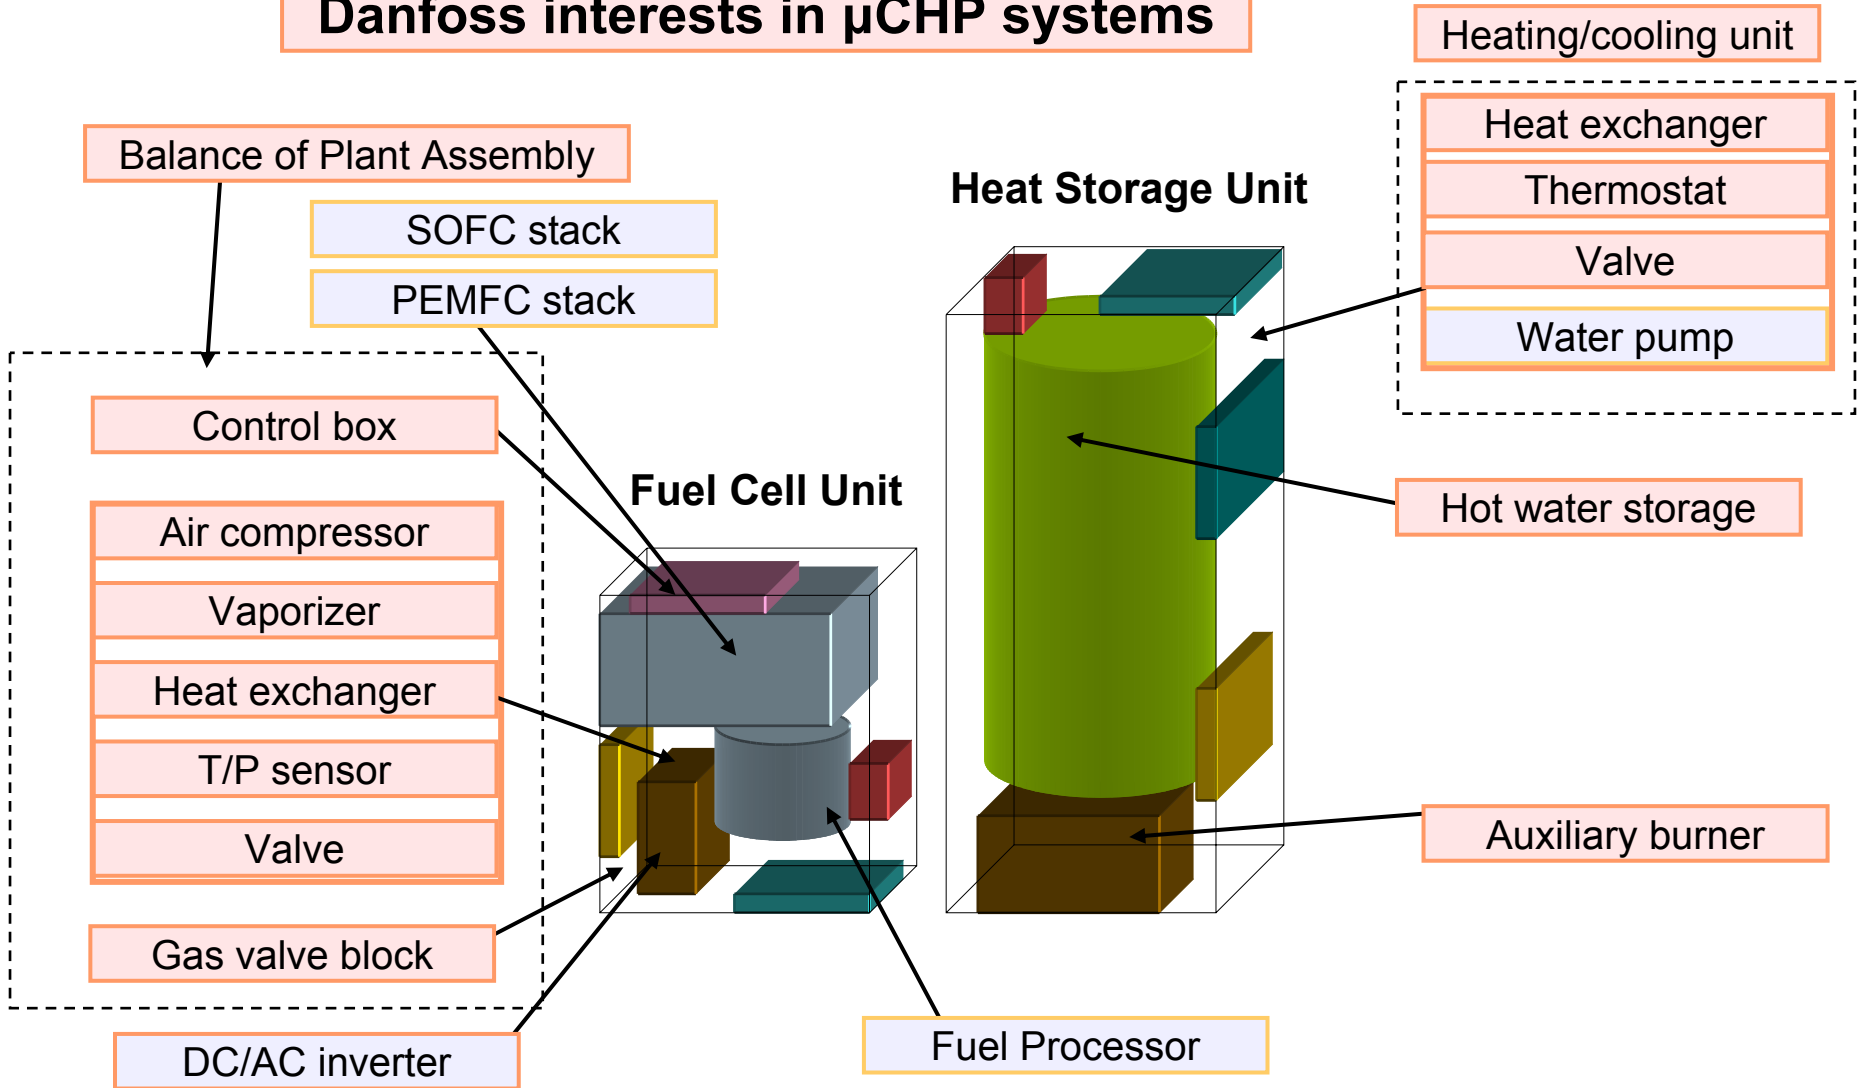 Danfoss interests in µCHP systems
Heating/cooling unit
Heat exchanger
Thermostat
Valve
Water pump
Balance of Plant Assembly
SOFC stack
PEMFC stack
Heat Storage Unit
Control box
Fuel Cell Unit
Hot water storage
Air compressor
Vaporizer
Heat exchanger
T/P sensor
Valve
Auxiliary burner
Gas valve block
DC/AC inverter
Fuel Processor